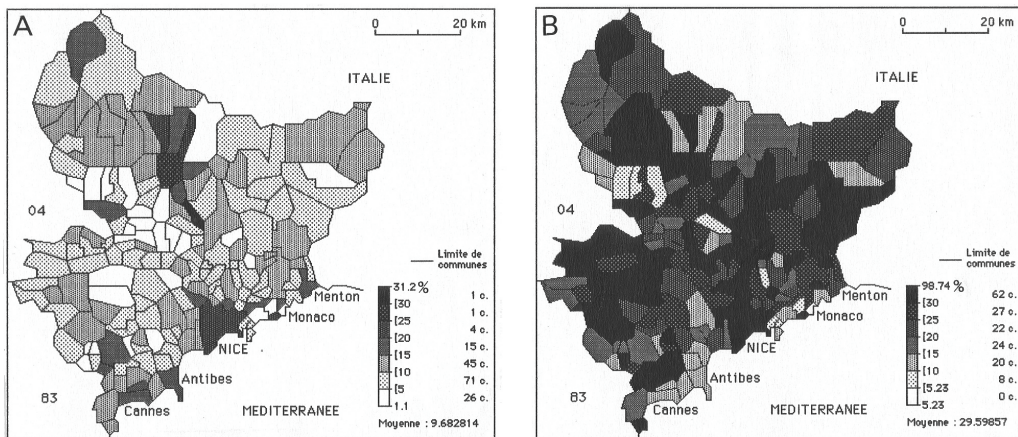 A
0 20 km
ITALIE
04
Limite de
communes
31.2 %
1 c.
[30
1 c.
[25
4 c.
[20
15 c.
[15
45 c.
[10
71 c.
[5
26 c.
1.1
Menton
Monaco
NICE
Antibes
83
Cannes
MEDITERRANEE
Moyenne : 9.682814
B
0 20 km
ITALIE
04
Limite de
communes
98.74 %
62 c.
[30
27 c.
[25
22 c.
[20
24 c.
[15
20 c.
[10
8 c.
[5.23
0 c.
5.23
Menton
Monaco
NICE
Antibes
83
Cannes
MEDITERRANEE
Moyenne : 29.59857